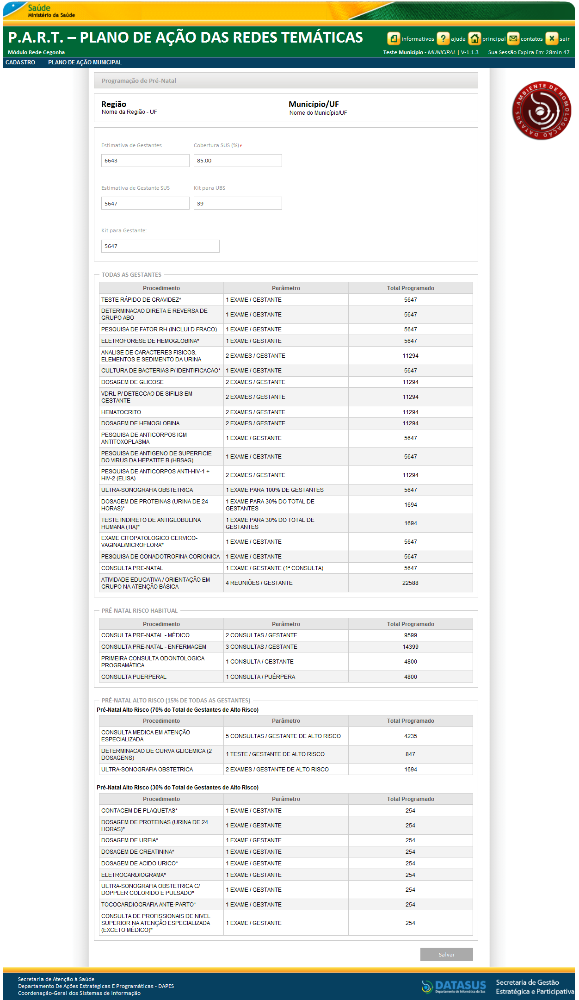 Saúde
Ministério da Saúde
P.A.R.T. – PLANO DE AÇÃO DAS REDES TEMÁTICAS
informativos ajuda principal contatos sair
Módulo Rede Cegonha
Teste Município - MUNICIPAL | V-1.1.3 Sua Sessão Expira Em: 28min 47
CADASTRO PLANO DE AÇÃO MUNICIPAL
Programação de Pré-Natal
AMBIENTE DE HOMOLOGAÇÃO DATASUS -
Região Município/UF
Nome da Região - UF Nome do Município/UF
Estimativa de Gestantes Cobertura SUS (%)*
6643 85.00
Estimativa de Gestante SUS Kit para UBS
5647 39
Kit para Gestante:
5647
TODAS AS GESTANTES
Procedimento Parâmetro Total Programado
TESTE RÁPIDO DE GRAVIDEZ* 1 EXAME / GESTANTE 5647
DETERMINACAO DIRETA E REVERSA DE
GRUPO ABO 1 EXAME / GESTANTE 5647
PESQUISA DE FATOR RH (INCLUI D FRACO) 1 EXAME / GESTANTE 5647
ELETROFORESE DE HEMOGLOBINA* 1 EXAME / GESTANTE 5647
ANALISE DE CARACTERES FISICOS,
ELEMENTOS E SEDIMENTO DA URINA 2 EXAMES / GESTANTE 11294
CULTURA DE BACTERIAS P/ IDENTIFICACAO* 1 EXAME / GESTANTE 5647
DOSAGEM DE GLICOSE 2 EXAMES / GESTANTE 11294
VDRL P/ DETECCAO DE SIFILIS EM
GESTANTE 2 EXAMES / GESTANTE 11294
HEMATOCRITO 2 EXAMES / GESTANTE 11294
DOSAGEM DE HEMOGLOBINA 2 EXAMES / GESTANTE 11294
PESQUISA DE ANTICORPOS IGM
ANTITOXOPLASMA 1 EXAME / GESTANTE 5647
PESQUISA DE ANTIGENO DE SUPERFICIE
DO VIRUS DA HEPATITE B (HBSAG) 1 EXAME / GESTANTE 5647
PESQUISA DE ANTICORPOS ANTI-HIV-1 +
HIV-2 (ELISA) 2 EXAMES / GESTANTE 11294
ULTRA-SONOGRAFIA OBSTETRICA 1 EXAME PARA 100% DE GESTANTES 5647
DOSAGEM DE PROTEINAS (URINA DE 24 1 EXAME PARA 30% DO TOTAL DE
HORAS)* GESTANTES 1694
TESTE INDIRETO DE ANTIGLOBULINA 1 EXAME PARA 30% DO TOTAL DE
HUMANA (TIA)* GESTANTES 1694
EXAME CITOPATOLOGICO CERVICO-
VAGINAL/MICROFLORA* 1 EXAME / GESTANTE 5647
PESQUISA DE GONADOTROFINA CORIONICA 1 EXAME / GESTANTE 5647
CONSULTA PRE-NATAL 1 EXAME / GESTANTE (1ª CONSULTA) 5647
ATIVIDADE EDUCATIVA / ORIENTAÇÃO EM
GRUPO NA ATENÇÃO BÁSICA 4 REUNIÕES / GESTANTE 22588
PRÉ-NATAL RISCO HABITUAL
Procedimento Parâmetro Total Programado
CONSULTA PRE-NATAL - MÉDICO 2 CONSULTAS / GESTANTE 9599
CONSULTA PRE-NATAL - ENFERMAGEM 3 CONSULTAS / GESTANTE 14399
PRIMEIRA CONSULTA ODONTOLOGICA
PROGRAMÁTICA 1 CONSULTA / GESTANTE 4800
CONSULTA PUERPERAL 1 CONSULTA / PUÉRPERA 4800
PRÉ-NATAL ALTO RISCO (15% DE TODAS AS GESTANTES)
Pré-Natal Alto Risco (70% do Total de Gestantes de Alto Risco)
Procedimento Parâmetro Total Programado
CONSULTA MEDICA EM ATENÇÃO
ESPECIALIZADA 5 CONSULTAS / GESTANTE DE ALTO RISCO 4235
DETERMINACAO DE CURVA GLICEMICA (2
DOSAGENS) 1 TESTE / GESTANTE DE ALTO RISCO 847
ULTRA-SONOGRAFIA OBSTETRICA 2 EXAMES / GESTANTE DE ALTO RISCO 1694
Pré-Natal Alto Risco (30% do Total de Gestantes de Alto Risco)
Procedimento Parâmetro Total Programado
CONTAGEM DE PLAQUETAS* 1 EXAME / GESTANTE 254
DOSAGEM DE PROTEINAS (URINA DE 24
HORAS)* 1 EXAME / GESTANTE 254
DOSAGEM DE UREIA* 1 EXAME / GESTANTE 254
DOSAGEM DE CREATININA* 1 EXAME / GESTANTE 254
DOSAGEM DE ACIDO URICO* 1 EXAME / GESTANTE 254
ELETROCARDIOGRAMA* 1 EXAME / GESTANTE 254
ULTRA-SONOGRAFIA OBSTETRICA C/
DOPPLER COLORIDO E PULSADO* 1 EXAME / GESTANTE 254
TOCOCARDIOGRAFIA ANTE-PARTO* 1 EXAME / GESTANTE 254
CONSULTA DE PROFISSIONAIS DE NIVEL
SUPERIOR NA ATENÇÃO ESPECIALIZADA
(EXCETO MÉDICO)* 1 EXAME / GESTANTE 254
Salvar
Secretaria de Atenção à Saúde
Departamento De Ações Estratégicas E Programáticas - DAPES
Coordenação-Geral dos Sistemas de Informação
DATASUS
Departamento de Informática do Sus
Secretaria de Gestão
Estratégica e Participativa